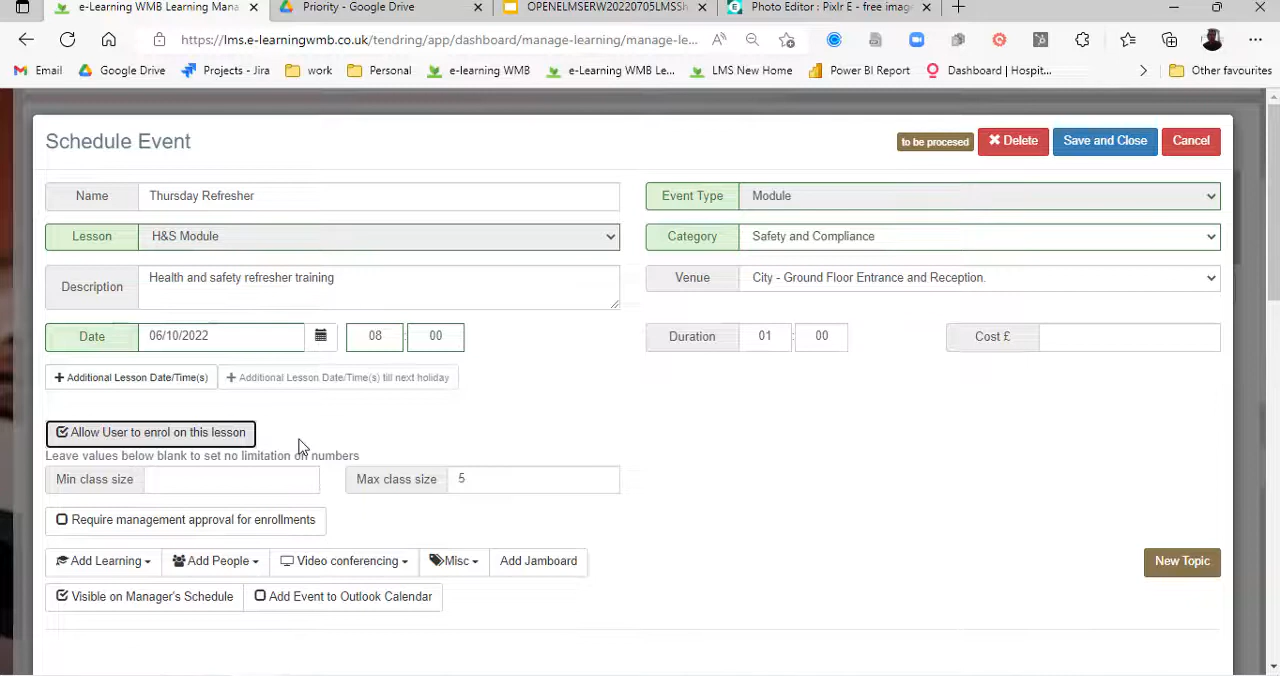 e-Learning WMB Learning Mana
Priority - Google Drive
OPENELMSERW20220705LMSSh
Photo Editor : Pixlr E - free imag
https://lms.e-learningwmb.co.uk/tendring/app/dashboard/manage-learning/manage-le...
Email
Google Drive
Projects - Jira
work
Personal
e-learning WMB
e-Learning WMB Le...
LMS New Home
Power BI Report
Dashboard | Hospit...
Other favourites
Schedule Event
to be procesed
Delete
Save and Close
Cancel
Name Thursday Refresher
Event Type Module
Lesson H&S Module
Category Safety and Compliance
Description Health and safety refresher training
Venue City - Ground Floor Entrance and Reception.
Date 06/10/2022 08 : 00
Duration 01 : 00
Cost £
+ Additional Lesson Date/Time(s)
+ Additional Lesson Date/Time(s) till next holiday
Allow User to enrol on this lesson
Leave values below blank to set no limitation on numbers
Min class size
Max class size 5
Require management approval for enrollments
Add Learning
Add People
Video conferencing
Misc
Add Jamboard
New Topic
Visible on Manager's Schedule
Add Event to Outlook Calendar